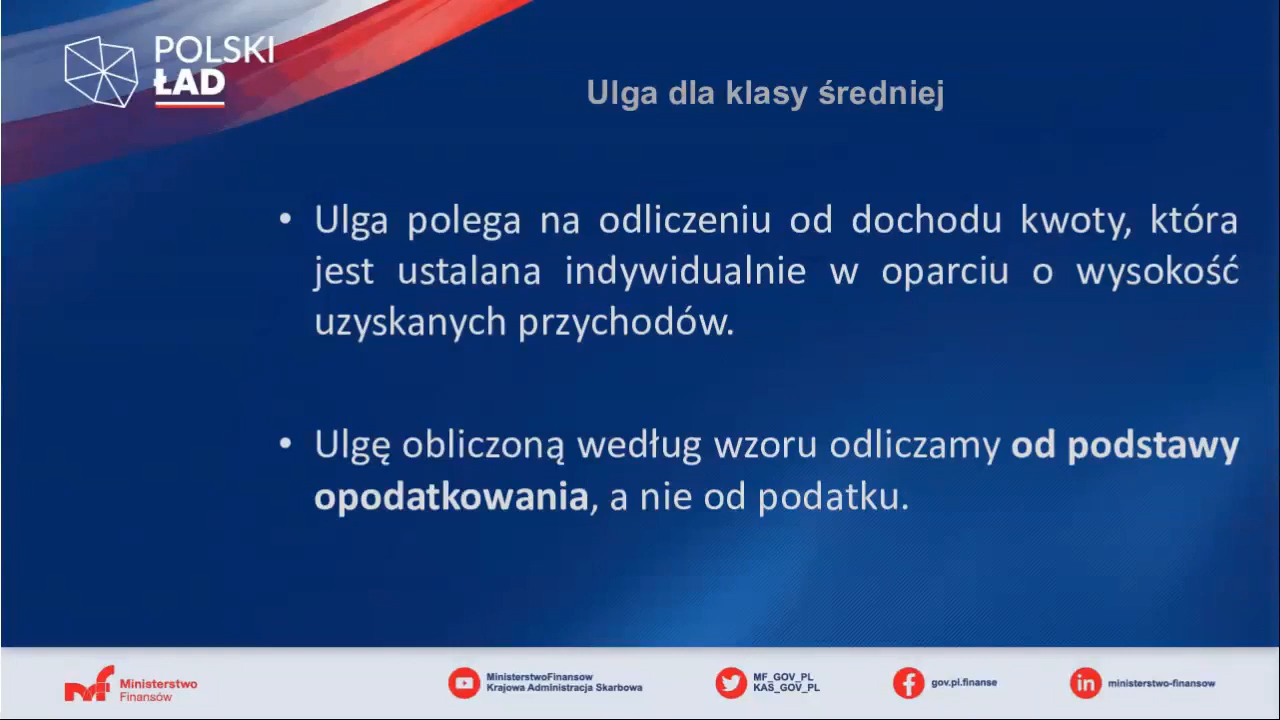 POLSKI
ŁAD
Ulga dla klasy średniej
• Ulga polega na odliczeniu od dochodu kwoty, która
jest ustalana indywidualnie w oparciu o wysokość
uzyskanych przychodów.
• Ulgę obliczoną według wzoru odliczamy od podstawy
opodatkowania, a nie od podatku.
Ministerstwo
Finansów
MinisterstwoFinansow
Krajowa Administracja Skarbowa
MF_GOV_PL
KAS_GOV_PL
gov.pl.finanse
ministerstwo-finansow